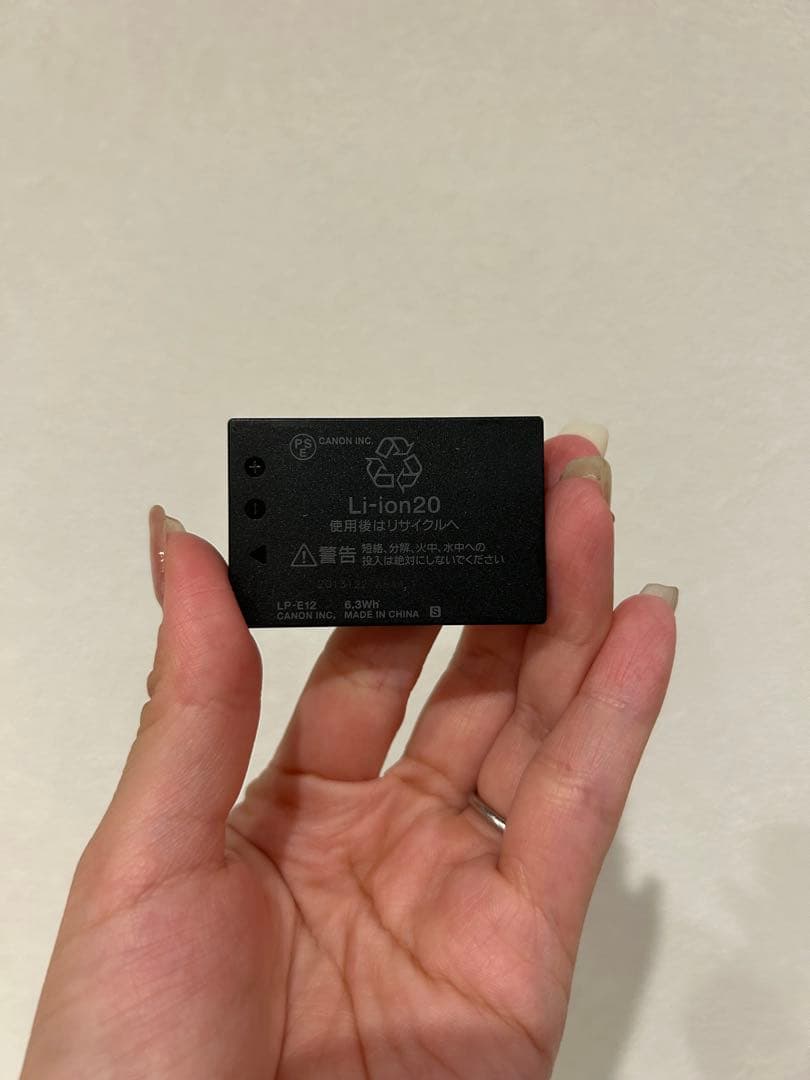 PSE CANON INC.
Li-ion20
使用後はリサイクルへ
警告 短絡、分解、火中、水中への
投入は絶対にしないでください
LP-E12 6.3Wh
CANON INC. MADE IN CHINA S